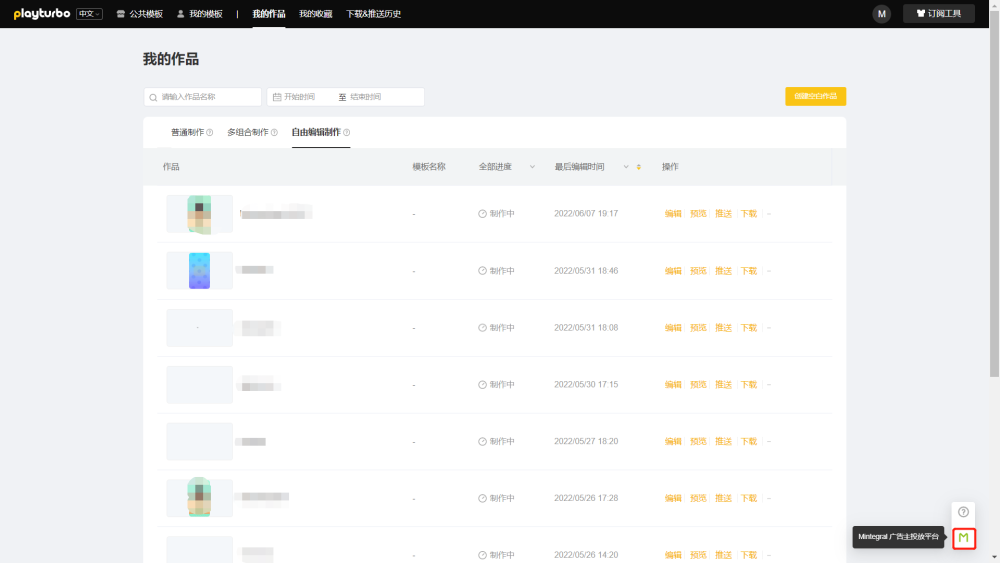 playturbo 中文 公共模板 我的模板 | 我的作品 我的收藏 下载&推送历史 M 订阅工具
我的作品
请输入作品名称 开始时间 至 结束时间 创建空白作品
普通制作 多组合制作 自由编辑制作
作品 模板名称 全部进度 最后编辑时间 操作
- 制作中 2022/06/07 19:17 编辑 预览 推送 下载
- 制作中 2022/05/31 18:46 编辑 预览 推送 下载
- 制作中 2022/05/31 18:08 编辑 预览 推送 下载
- 制作中 2022/05/30 17:15 编辑 预览 推送 下载
- 制作中 2022/05/27 18:20 编辑 预览 推送 下载
- 制作中 2022/05/26 17:28 编辑 预览 推送 下载
Mintegral 广告主投放平台 M
- 制作中 2022/05/26 14:20 编辑 预览 推送 下载